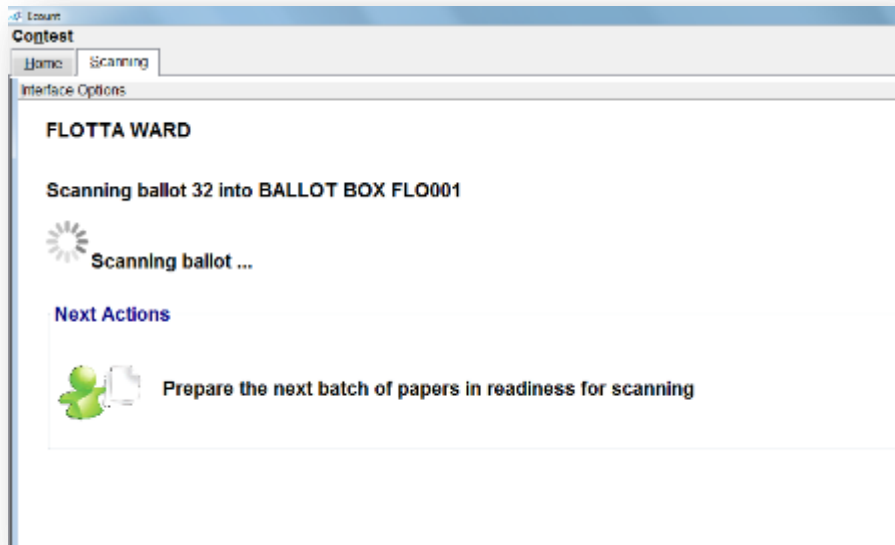 Ecount
Contest
Home Scanning
Interface Options
FLOTTA WARD
Scanning ballot 32 into BALLOT BOX FLO001
Scanning ballot ...
Next Actions
Prepare the next batch of papers in readiness for scanning